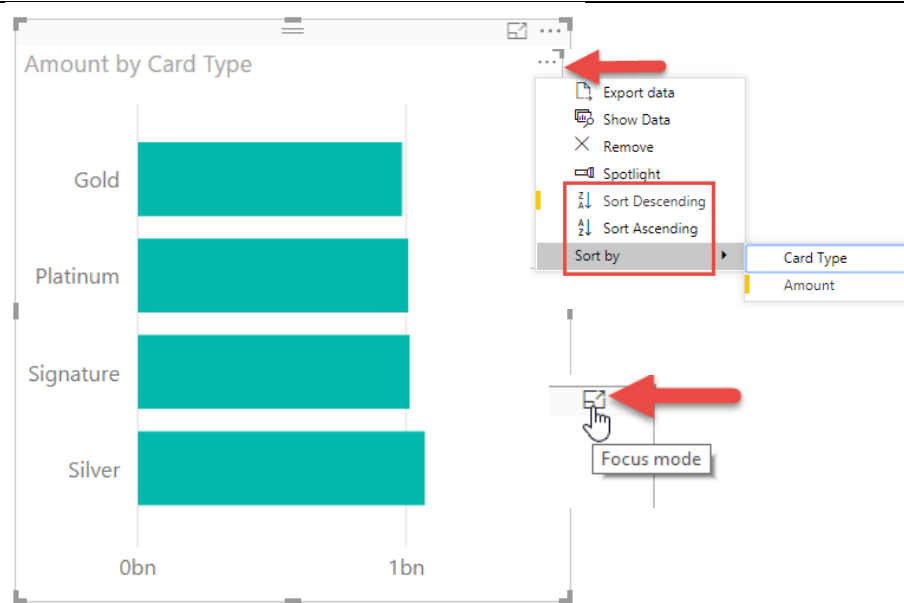 Amount by Card Type
Gold
Platinum
Signature
Silver
0bn
1bn
Export data
Show Data
Remove
Spotlight
Sort Descending
Sort Ascending
Sort by
Card Type
Amount
Focus mode